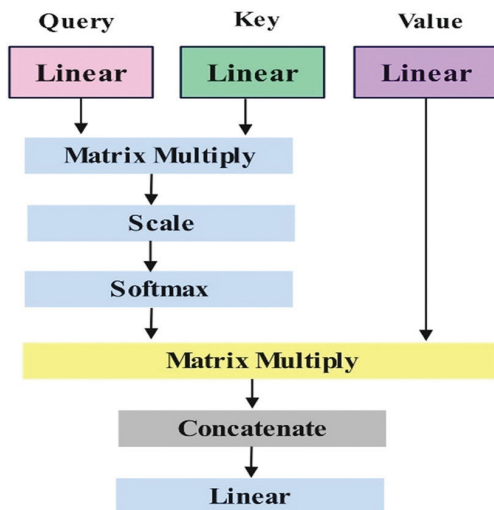 Query Key Value
Linear Linear Linear
Matrix Multiply
Scale
Softmax
Matrix Multiply
Concatenate
Linear